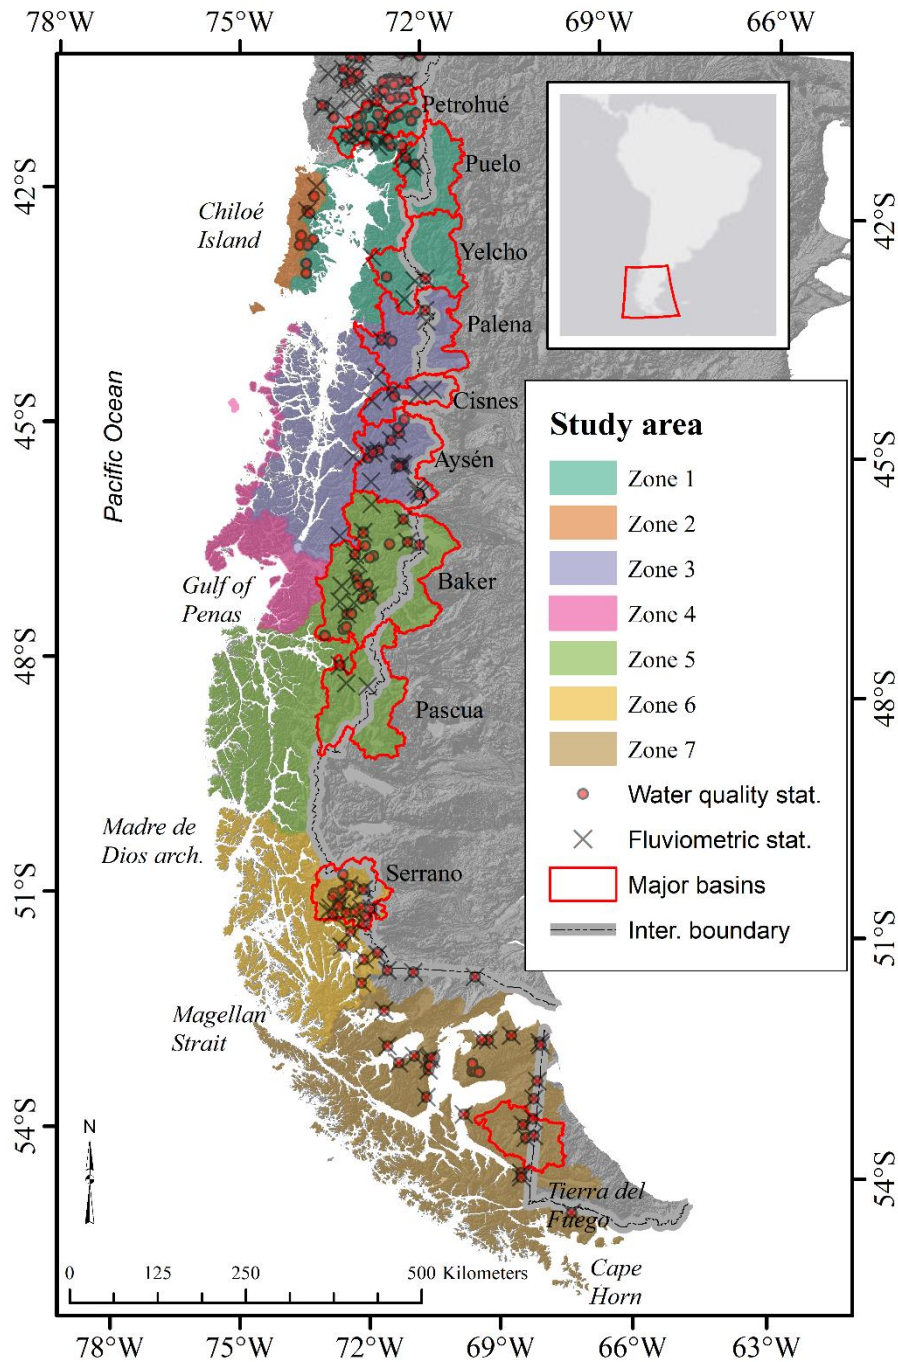 78°W 75°W 72°W 69°W 66°W
42°S
45°S
48°S
51°S
54°S
42°S
45°S
48°S
51°S
54°S
Petrohué
Puelo
Chiloé
Island
Yelcho
Palena
Cisnes
Aysén
Pacific Ocean
Gulf of
Penas
Baker
Pascua
Madre de
Dios arch.
Serrano
Magellan
Strait
Tierra del
Fuego
Cape
Horn
Study area
Zone 1
Zone 2
Zone 3
Zone 4
Zone 5
Zone 6
Zone 7
Water quality stat.
Fluviometric stat.
Major basins
Inter. boundary
N
0 125 250 500 Kilometers
78°W 75°W 72°W 69°W 66°W 63°W